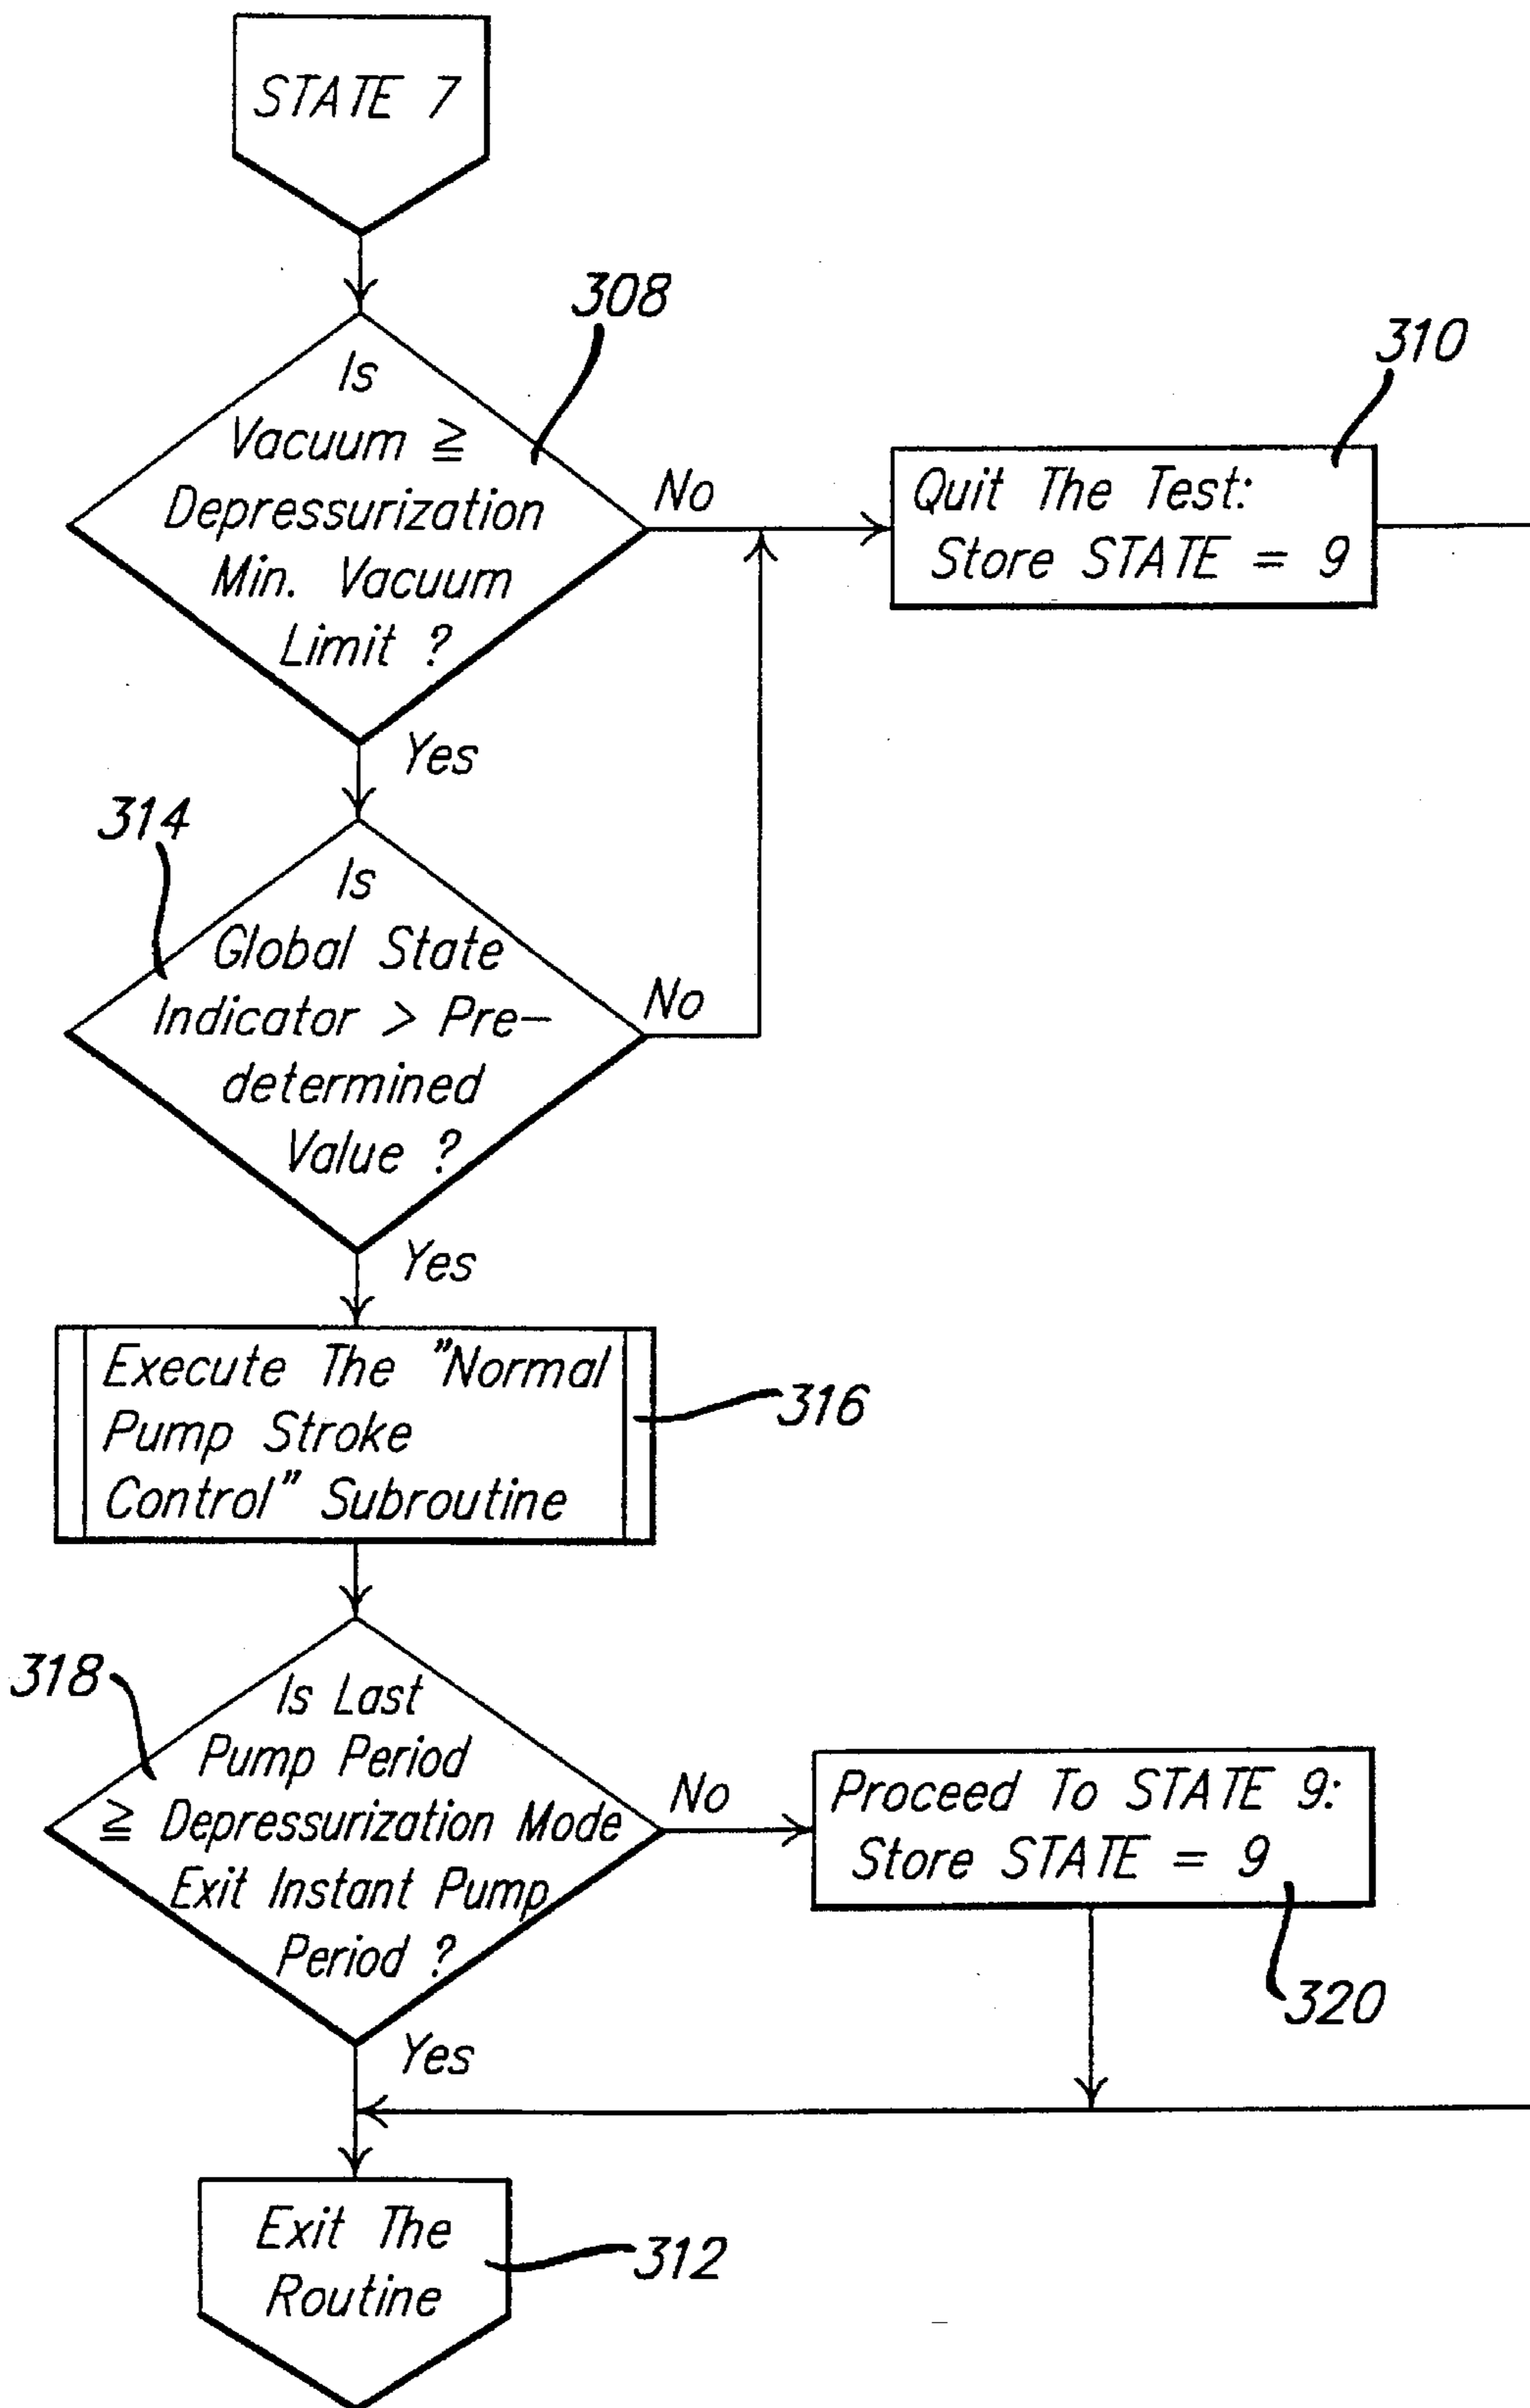 STATE 7
308
Is
Vacuum ≧
Depressurization
Min. Vacuum
Limit ?
No
Yes
310
Quit The Test:
Store STATE = 9
314
Is
Global State
Indicator > Pre-
determined
Value ?
No
Yes
Execute The "Normal
Pump Stroke
Control" Subroutine
316
318
Is Last
Pump Period
≧ Depressurization Mode
Exit Instant Pump
Period ?
No
Yes
Proceed To STATE 9:
Store STATE = 9
320
Exit The
Routine
312